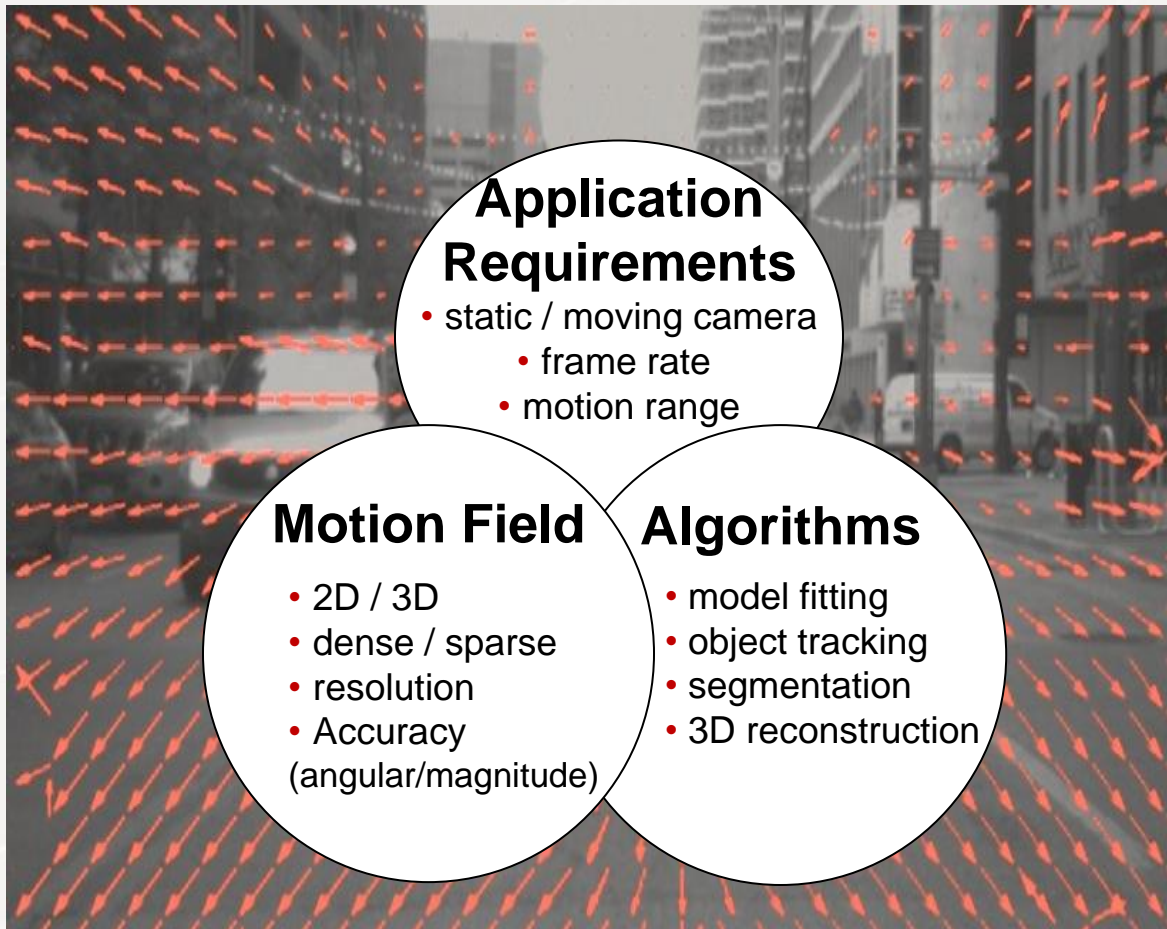 Application
Requirements
• static / moving camera
• frame rate
• motion range
Motion Field
• 2D / 3D
• dense / sparse
• resolution
• Accuracy
(angular/magnitude)
Algorithms
• model fitting
• object tracking
• segmentation
• 3D reconstruction